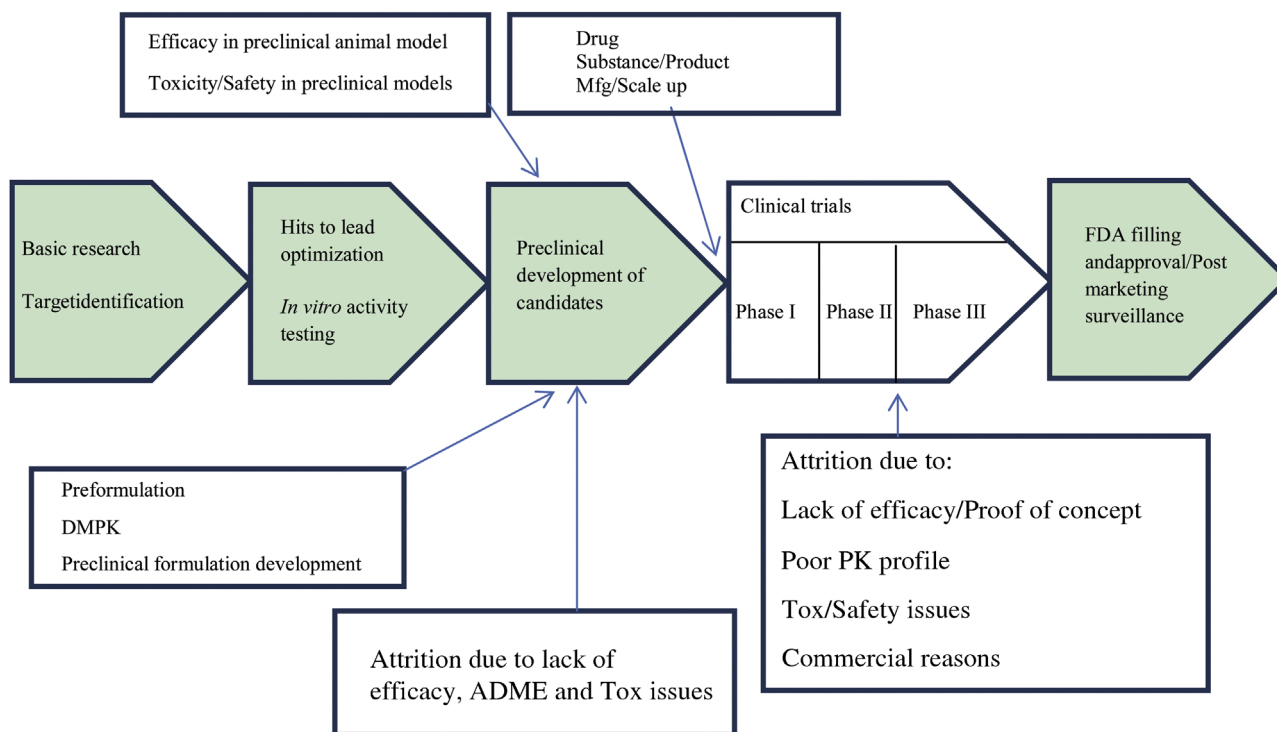 Efficacy in preclinical animal model
Toxicity/Safety in preclinical models
Drug
Substance/Product
Mfg/Scale up
Basic research
Targetidentification
Hits to lead
optimization
In vitro activity
testing
Preclinical
development of
candidates
Clinical trials
Phase I
Phase II
Phase III
FDA filling
andapproval/Post
marketing
surveillance
Preformulation
DMPK
Preclinical formulation development
Attrition due to lack of
efficacy, ADME and Tox issues
Attrition due to:
Lack of efficacy/Proof of concept
Poor PK profile
Tox/Safety issues
Commercial reasons